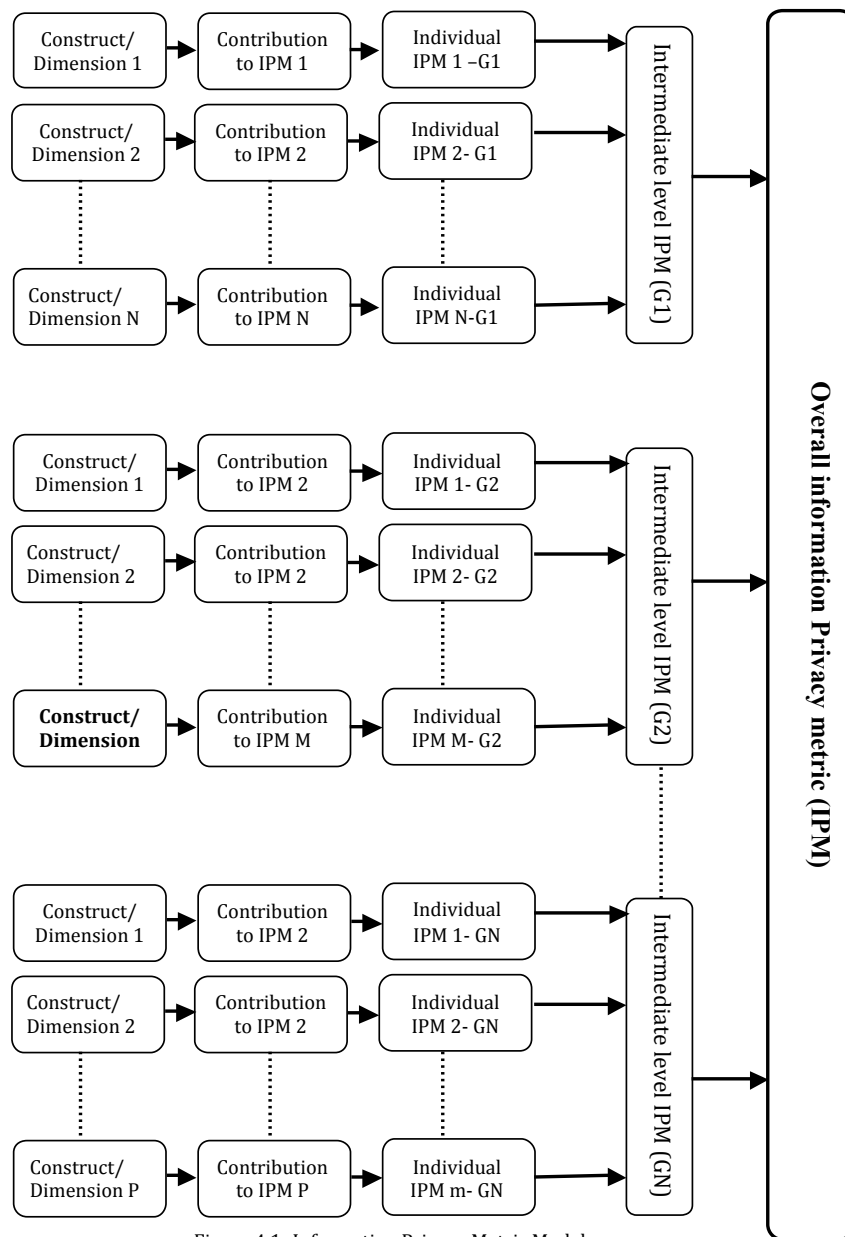 Construct/
Dimension 1
Contribution
to IPM 1
Individual
IPM 1 –G1
Construct/
Dimension 2
Contribution
to IPM 2
Individual
IPM 2- G1
Construct/
Dimension N
Contribution
to IPM N
Individual
IPM N-G1
Intermediate level IPM (G1)
Construct/
Dimension 1
Contribution
to IPM 2
Individual
IPM 1- G2
Construct/
Dimension 2
Contribution
to IPM 2
Individual
IPM 2- G2
Construct/
Dimension
Contribution
to IPM M
Individual
IPM M- G2
Intermediate level IPM (G2)
Construct/
Dimension 1
Contribution
to IPM 2
Individual
IPM 1- GN
Construct/
Dimension 2
Contribution
to IPM 2
Individual
IPM 2- GN
Construct/
Dimension P
Contribution
to IPM P
Individual
IPM m- GN
Intermediate level IPM (GN)
Overall information Privacy metric (IPM)